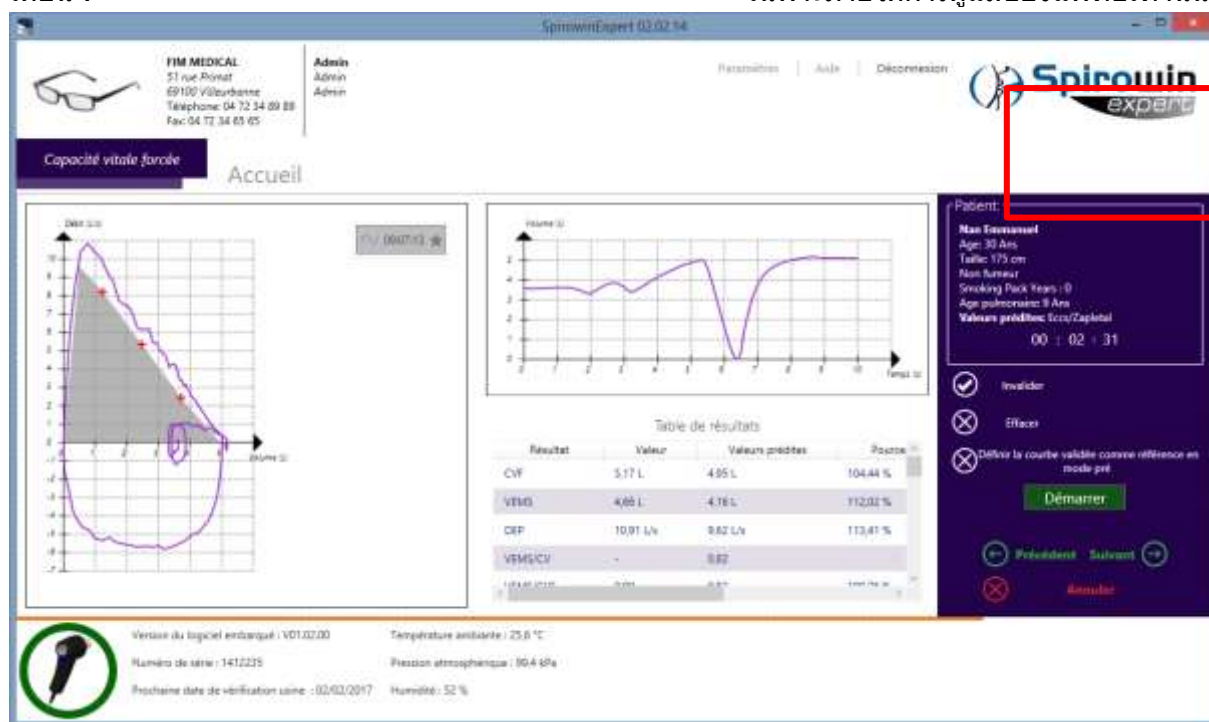 SpirowinExpert 02.02.14
FIM MEDICAL
51 rue Primat
69100 Villeurbanne
Téléphone: 04 72 34 89 89
Fax: 04 72 34 65 65
Admin
Admin
Admin
Paramètres | Aide | Déconnexion
Spirowin
expert
Capacité vitale forcée
Accueil
Volume (L)
Temps (s)
Volume (L)
Table de résultats
Résultat Valeur Valeurs prédites
CVF 5,17 L 4,95 L 104,44 %
VEMS 4,66 L 4,16 L 112,02 %
DEP 10,91 L/s 9,62 L/s 113,41 %
VEMS/CV - 0,82
Patient:
Age: 30 Ans
Taille: 175 cm
Non fumeur
Smoking Pack Years : 0
Age pulmonaire: 9 Ans
Valeurs prédites: Eccs/Zapletal
00 : 02 : 31
Invalider
Effacer
Définir la courbe validée comme référence en
mode pré
Démarrer
Précédent Suivant
Annuler
Version du logiciel embarqué : V01.02.00
Numéro de série : 1412235
Prochaine date de vérification usine : 02/02/2017
Température ambiante : 25,6 °C
Pression atmosphérique : 99,4 kPa
Humidité : 52 %